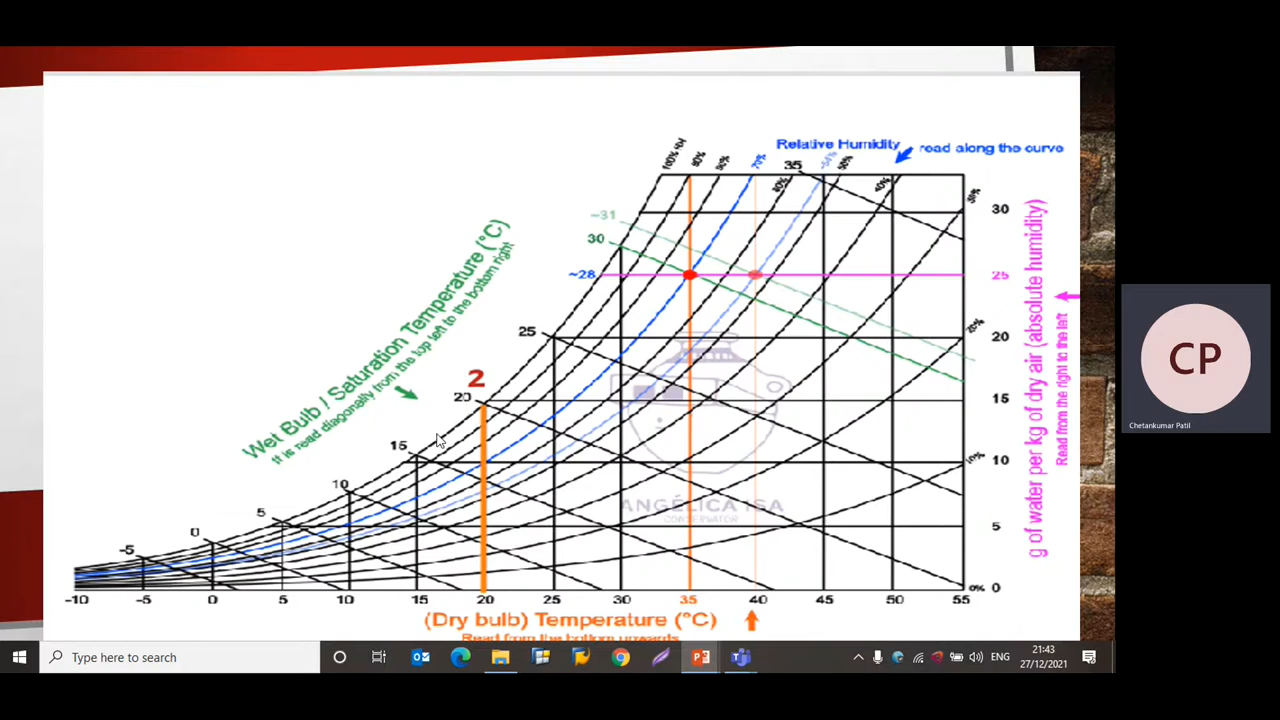 Relative Humidity
read along the curve
100%
80%
70%
~54%
50%
40%
30%
20%
10%
0%
35
~31
30
~28
25
2
20
15
10
5
0
-5
Wet Bulb / Saturation Temperature (°C)
It is read diagonally from the top left to the bottom right
30
25
20
15
10
5
0
g of water per kg of dry air (absolute humidity)
Read from the right to the left
ANGÉLICA ISA
CONSERVATOR
-10 -5 0 5 10 15 20 25 30 35 40 45 50 55
(Dry bulb) Temperature (°C)
Read from the bottom upwards
CP
Chetankumar Patil
Type here to search
ENG
21:43
27/12/2021